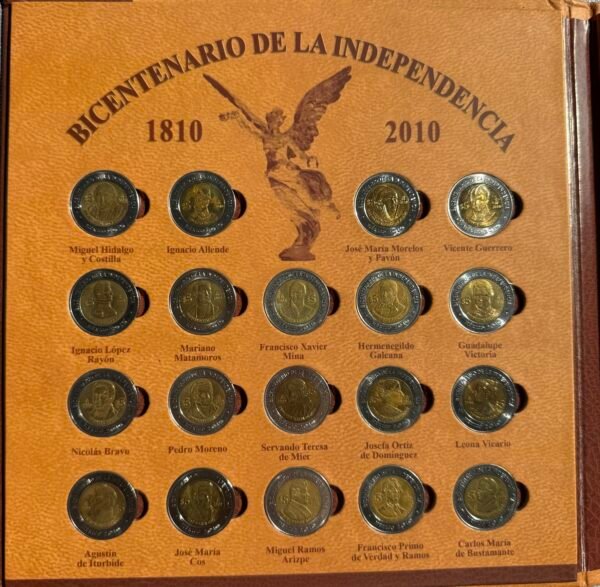 BICENTENARIO DE LA INDEPENDENCIA
1810 2010
Miguel Hidalgo
y Costilla
Ignacio Allende
José María Morelos
y Pavón
Vicente Guerrero
Ignacio López
Rayón
Mariano
Matamoros
Francisco Xavier
Mina
Hermenegildo
Galeana
Guadalupe
Victoria
Nicolás Bravo
Pedro Moreno
Servando Teresa
de Mier
Josefa Ortiz
de Domínguez
Leona Vicario
Agustín
de Iturbide
José María
Cos
Miguel Ramos
Arizpe
Francisco Primo
de Verdad y Ramos
Carlos María
de Bustamante